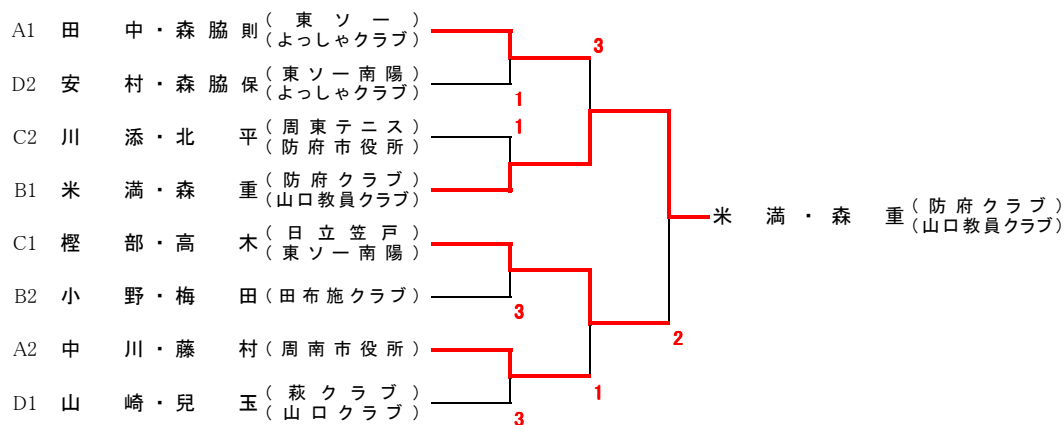 A1 田 中・森 脇 則 ( 東 ソ ー )
(よっしゃクラブ)
3
D2 安 村・森 脇 保 ( 東 ソ ー 南 陽 )
(よっしゃクラブ)
1
1
C2 川 添・北 平 ( 周 東 テ ニ ス )
( 防 府 市 役 所 )
B1 米 満・森 重 ( 防 府 ク ラ ブ )
(山口教員クラブ)
米 満・森 重 ( 防 府 ク ラ ブ )
(山口教員クラブ)
C1 樫 部・高 木 ( 日 立 笠 戸 )
( 東 ソ ー 南 陽 )
B2 小 野・梅 田 ( 田 布 施 ク ラ ブ )
3
2
A2 中 川・藤 村 ( 周 南 市 役 所 )
D1 山 崎・兒 玉 ( 萩 ク ラ ブ )
( 山 口 ク ラ ブ )
1
3